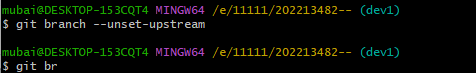 mubai@DESKTOP-153CQT4 MINGW64 /e/11111/202213482-- (dev1)
$ git branch --unset-upstream
mubai@DESKTOP-153CQT4 MINGW64 /e/11111/202213482-- (dev1)
$ git br